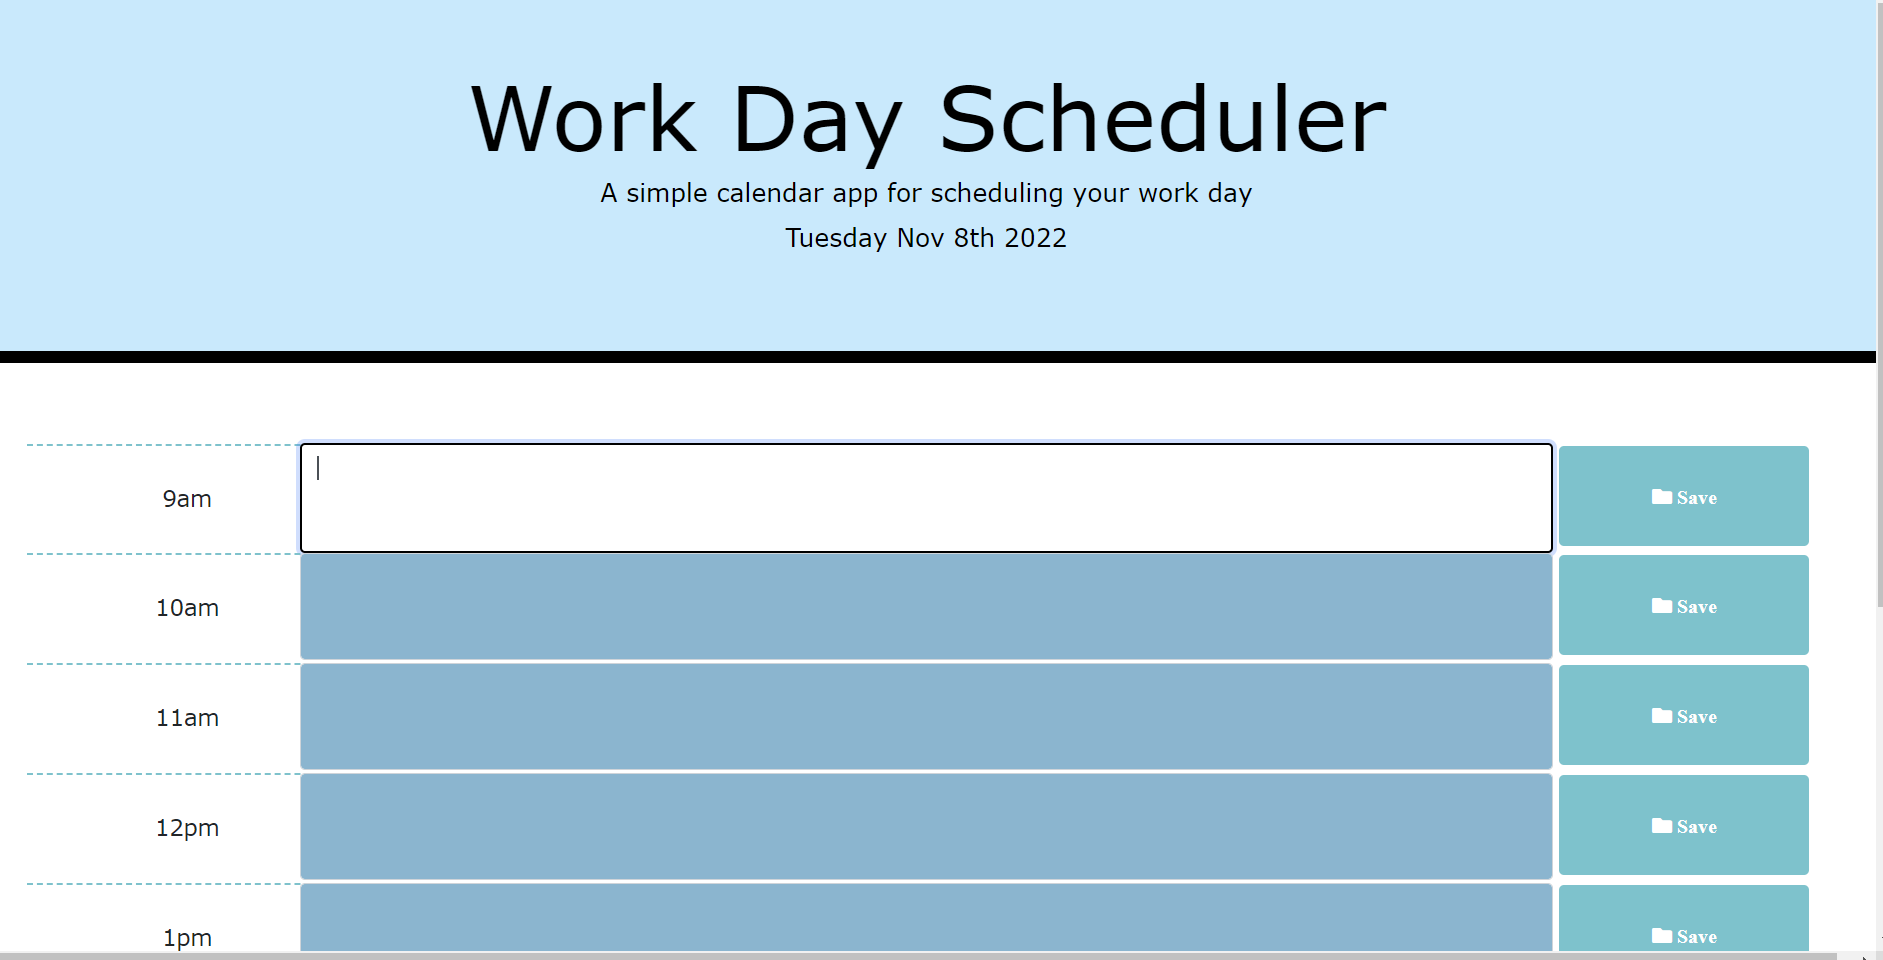 Work Day Scheduler
A simple calendar app for scheduling your work day
Tuesday Nov 8th 2022
9am
Save
10am
Save
11am
Save
12pm
Save
1pm
Save